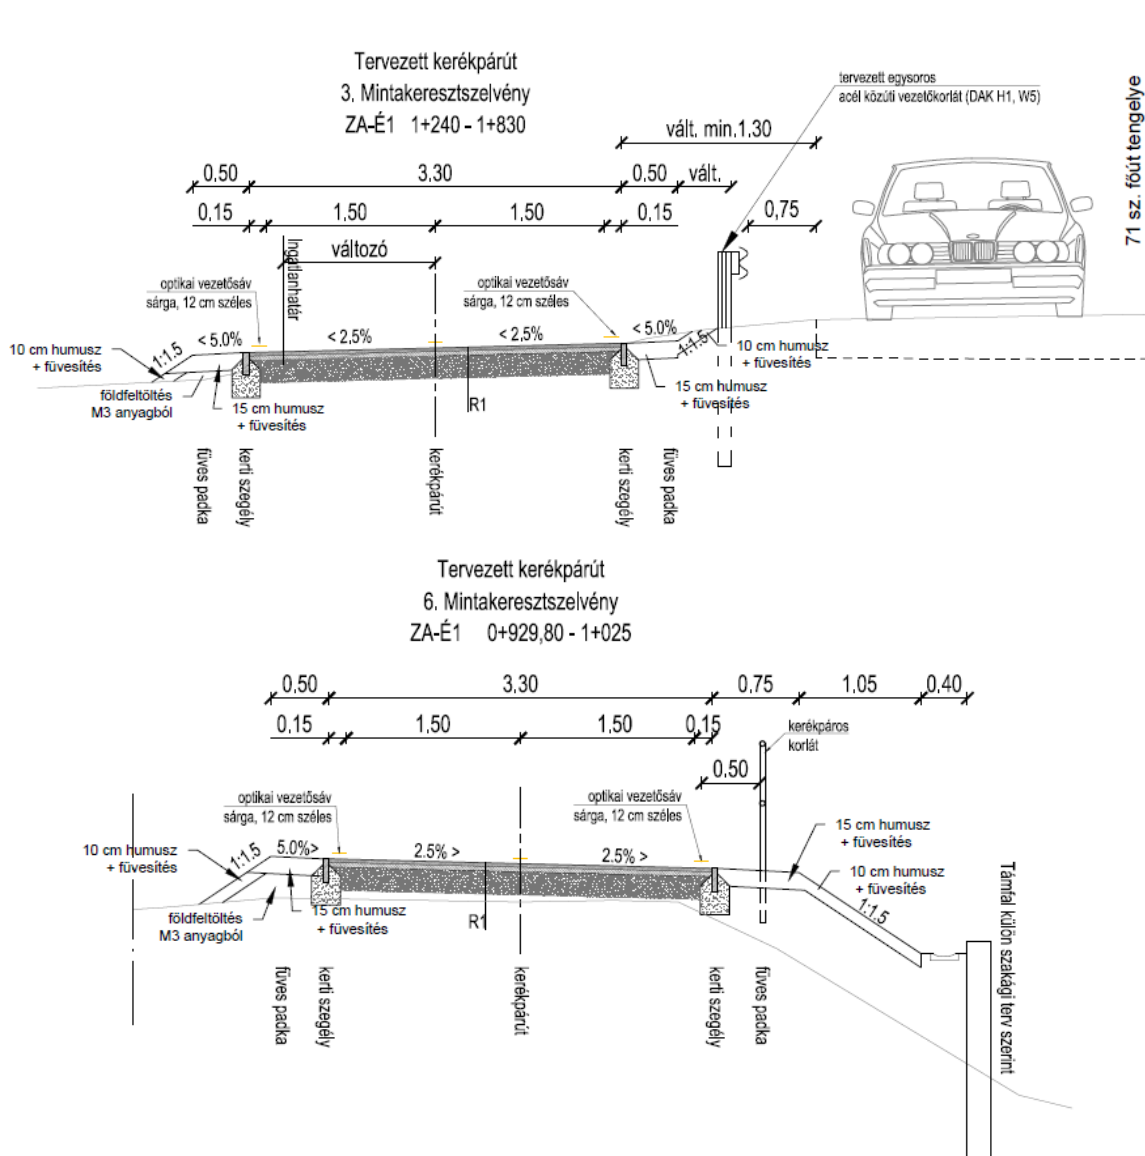 Tervezett kerékpárút
3. Mintakeresztszelvény
ZA-É1 1+240 - 1+830
tervezett egysoros
acél közúti vezetőkorlát (DAK H1, W5)
71 sz. főút tengelye
vált. min.1.30
0,50
3.30
0,50
vált.
0,15
1,50
1,50
0,15
0,75
változó
Ingatlanhatár
optikai vezetősáv
sárga, 12 cm széles
optikai vezetősáv
sárga, 12 cm széles
< 5.0%
< 2,5%
< 2,5%
< 5.0%
1:1.5
1:1.5
10 cm humusz
+ füvesítés
10 cm humusz
+ füvesítés
földfeltöltés
M3 anyagból
15 cm humusz
+ füvesítés
15 cm humusz
+ füvesítés
R1
füves padka
kerti szegély
kerékpárút
kerti szegély
füves padka
Tervezett kerékpárút
6. Mintakeresztszelvény
ZA-É1 0+929,80 - 1+025
0,50
3.30
0,75
1,05
0,40
0,15
1,50
1,50
0,15
kerékpáros
korlát
0,50
optikai vezetősáv
sárga, 12 cm széles
optikai vezetősáv
sárga, 12 cm széles
5.0%>
2.5% >
2.5% >
1:1.5
10 cm humusz
+ füvesítés
15 cm humusz
+ füvesítés
10 cm humusz
+ füvesítés
1:1.5
földfeltöltés
M3 anyagból
15 cm humusz
+ füvesítés
R1
füves padka
kerti szegély
kerékpárút
kerti szegély
füves padka
Támfal külön szakági terv szerint